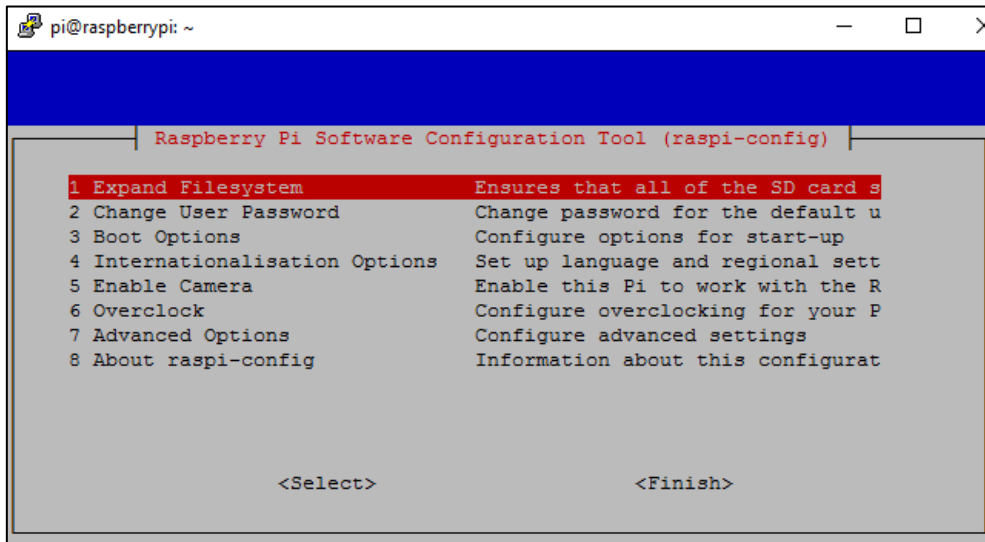 pi@raspberrypi: ~
Raspberry Pi Software Configuration Tool (raspi-config)
1 Expand Filesystem Ensures that all of the SD card s
2 Change User Password Change password for the default u
3 Boot Options Configure options for start-up
4 Internationalisation Options Set up language and regional sett
5 Enable Camera Enable this Pi to work with the R
6 Overclock Configure overclocking for your P
7 Advanced Options Configure advanced settings
8 About raspi-config Information about this configurat
<Select> <Finish>